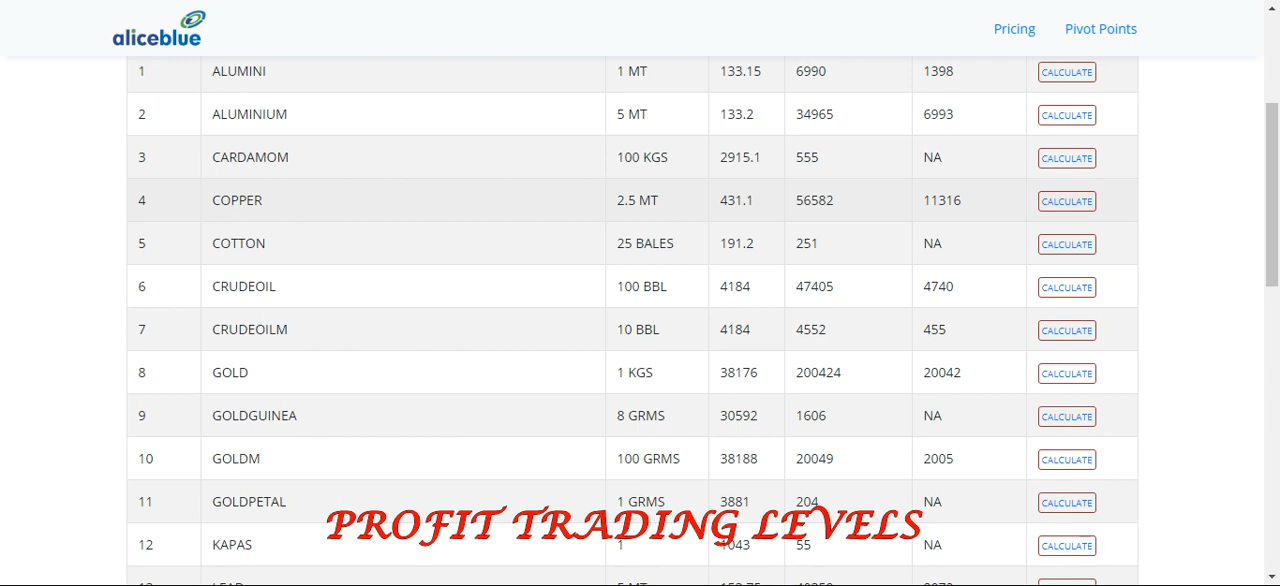 aliceblue Pricing Pivot Points
1 ALUMINI 1 MT 133.15 6990 1398 CALCULATE
2 ALUMINIUM 5 MT 133.2 34965 6993 CALCULATE
3 CARDAMOM 100 KGS 2915.1 555 NA CALCULATE
4 COPPER 2.5 MT 431.1 56582 11316 CALCULATE
5 COTTON 25 BALES 191.2 251 NA CALCULATE
6 CRUDEOIL 100 BBL 4184 47405 4740 CALCULATE
7 CRUDEOILM 10 BBL 4184 4552 455 CALCULATE
8 GOLD 1 KGS 38176 200424 20042 CALCULATE
9 GOLDGUINEA 8 GRMS 30592 1606 NA CALCULATE
10 GOLDM 100 GRMS 38188 20049 2005 CALCULATE
11 GOLDPETAL 1 GRMS 3881 204 NA CALCULATE
PROFIT TRADING LEVELS
12 KAPAS 1 1043 55 NA CALCULATE